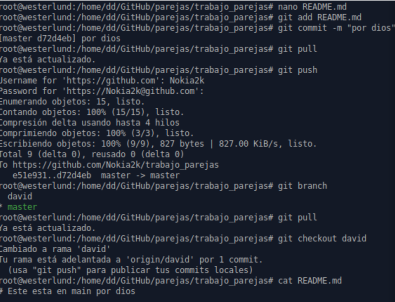 root@westerlund:/home/dd/GitHub/parejas/trabajo_parejas# nano README.md
root@westerlund:/home/dd/GitHub/parejas/trabajo_parejas# git add README.md
root@westerlund:/home/dd/GitHub/parejas/trabajo_parejas# git commit -m "por dios"
[master d72d4eb] por dios
root@westerlund:/home/dd/GitHub/parejas/trabajo_parejas# git pull
Ya está actualizado.
root@westerlund:/home/dd/GitHub/parejas/trabajo_parejas# git push
Username for 'https://github.com': Nokia2k
Password for 'https://Nokia2k@github.com':
Enumerando objetos: 15, listo.
Contando objetos: 100% (15/15), listo.
Compresión delta usando hasta 4 hilos
Comprimiendo objetos: 100% (3/3), listo.
Escribiendo objetos: 100% (9/9), 827 bytes | 827.00 KiB/s, listo.
Total 9 (delta 0), reusado 0 (delta 0)
To https://github.com/Nokia2k/trabajo_parejas
e51e931..d72d4eb master -> master
root@westerlund:/home/dd/GitHub/parejas/trabajo_parejas# git branch
david
* master
root@westerlund:/home/dd/GitHub/parejas/trabajo_parejas# git pull
Ya está actualizado.
root@westerlund:/home/dd/GitHub/parejas/trabajo_parejas# git checkout david
Cambiado a rama 'david'
Tu rama está adelantada a 'origin/david' por 1 commit.
(usa "git push" para publicar tus commits locales)
root@westerlund:/home/dd/GitHub/parejas/trabajo_parejas# cat README.md
# Este esta en main por dios